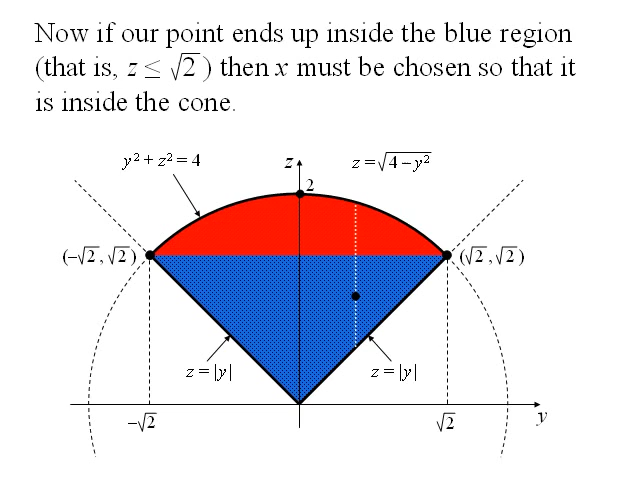 Now if our point ends up inside the blue region
(that is, z ≤ √2 ) then x must be chosen so that it
is inside the cone.
y² + z² = 4
z
z = √4 − y²
2
(−√2, √2)
(√2, √2)
z = |y|
z = |y|
−√2
√2
y